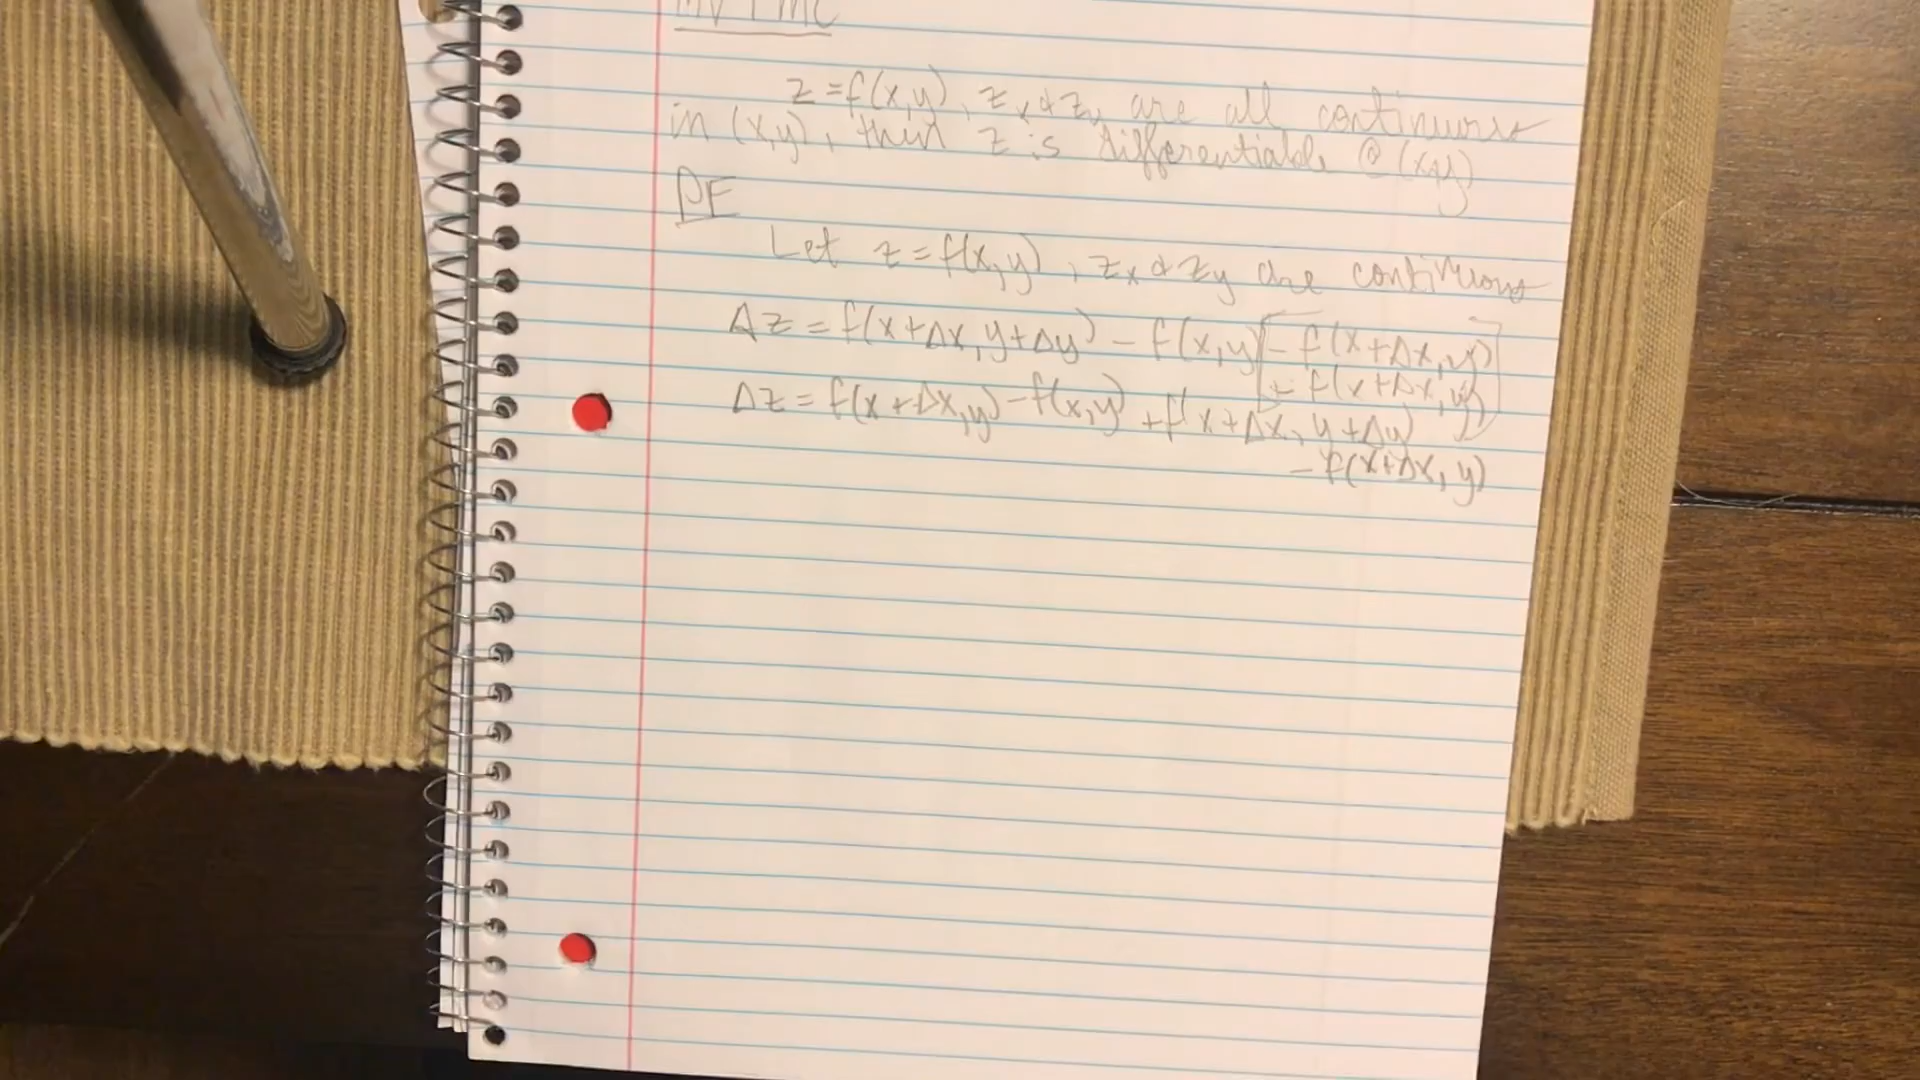 z = f(x,y), z_x & z_y are all continuous
in (x,y), then z is differentiable @ (x,y)
PF
Let z = f(x,y), z_x & z_y are continuous
Δz = f(x+Δx, y+Δy) - f(x,y) - f(x+Δx, y)
+ f(x+Δx, y)
Δz = f(x+Δx, y) - f(x,y) + f(x+Δx, y+Δy)
- f(x+Δx, y)